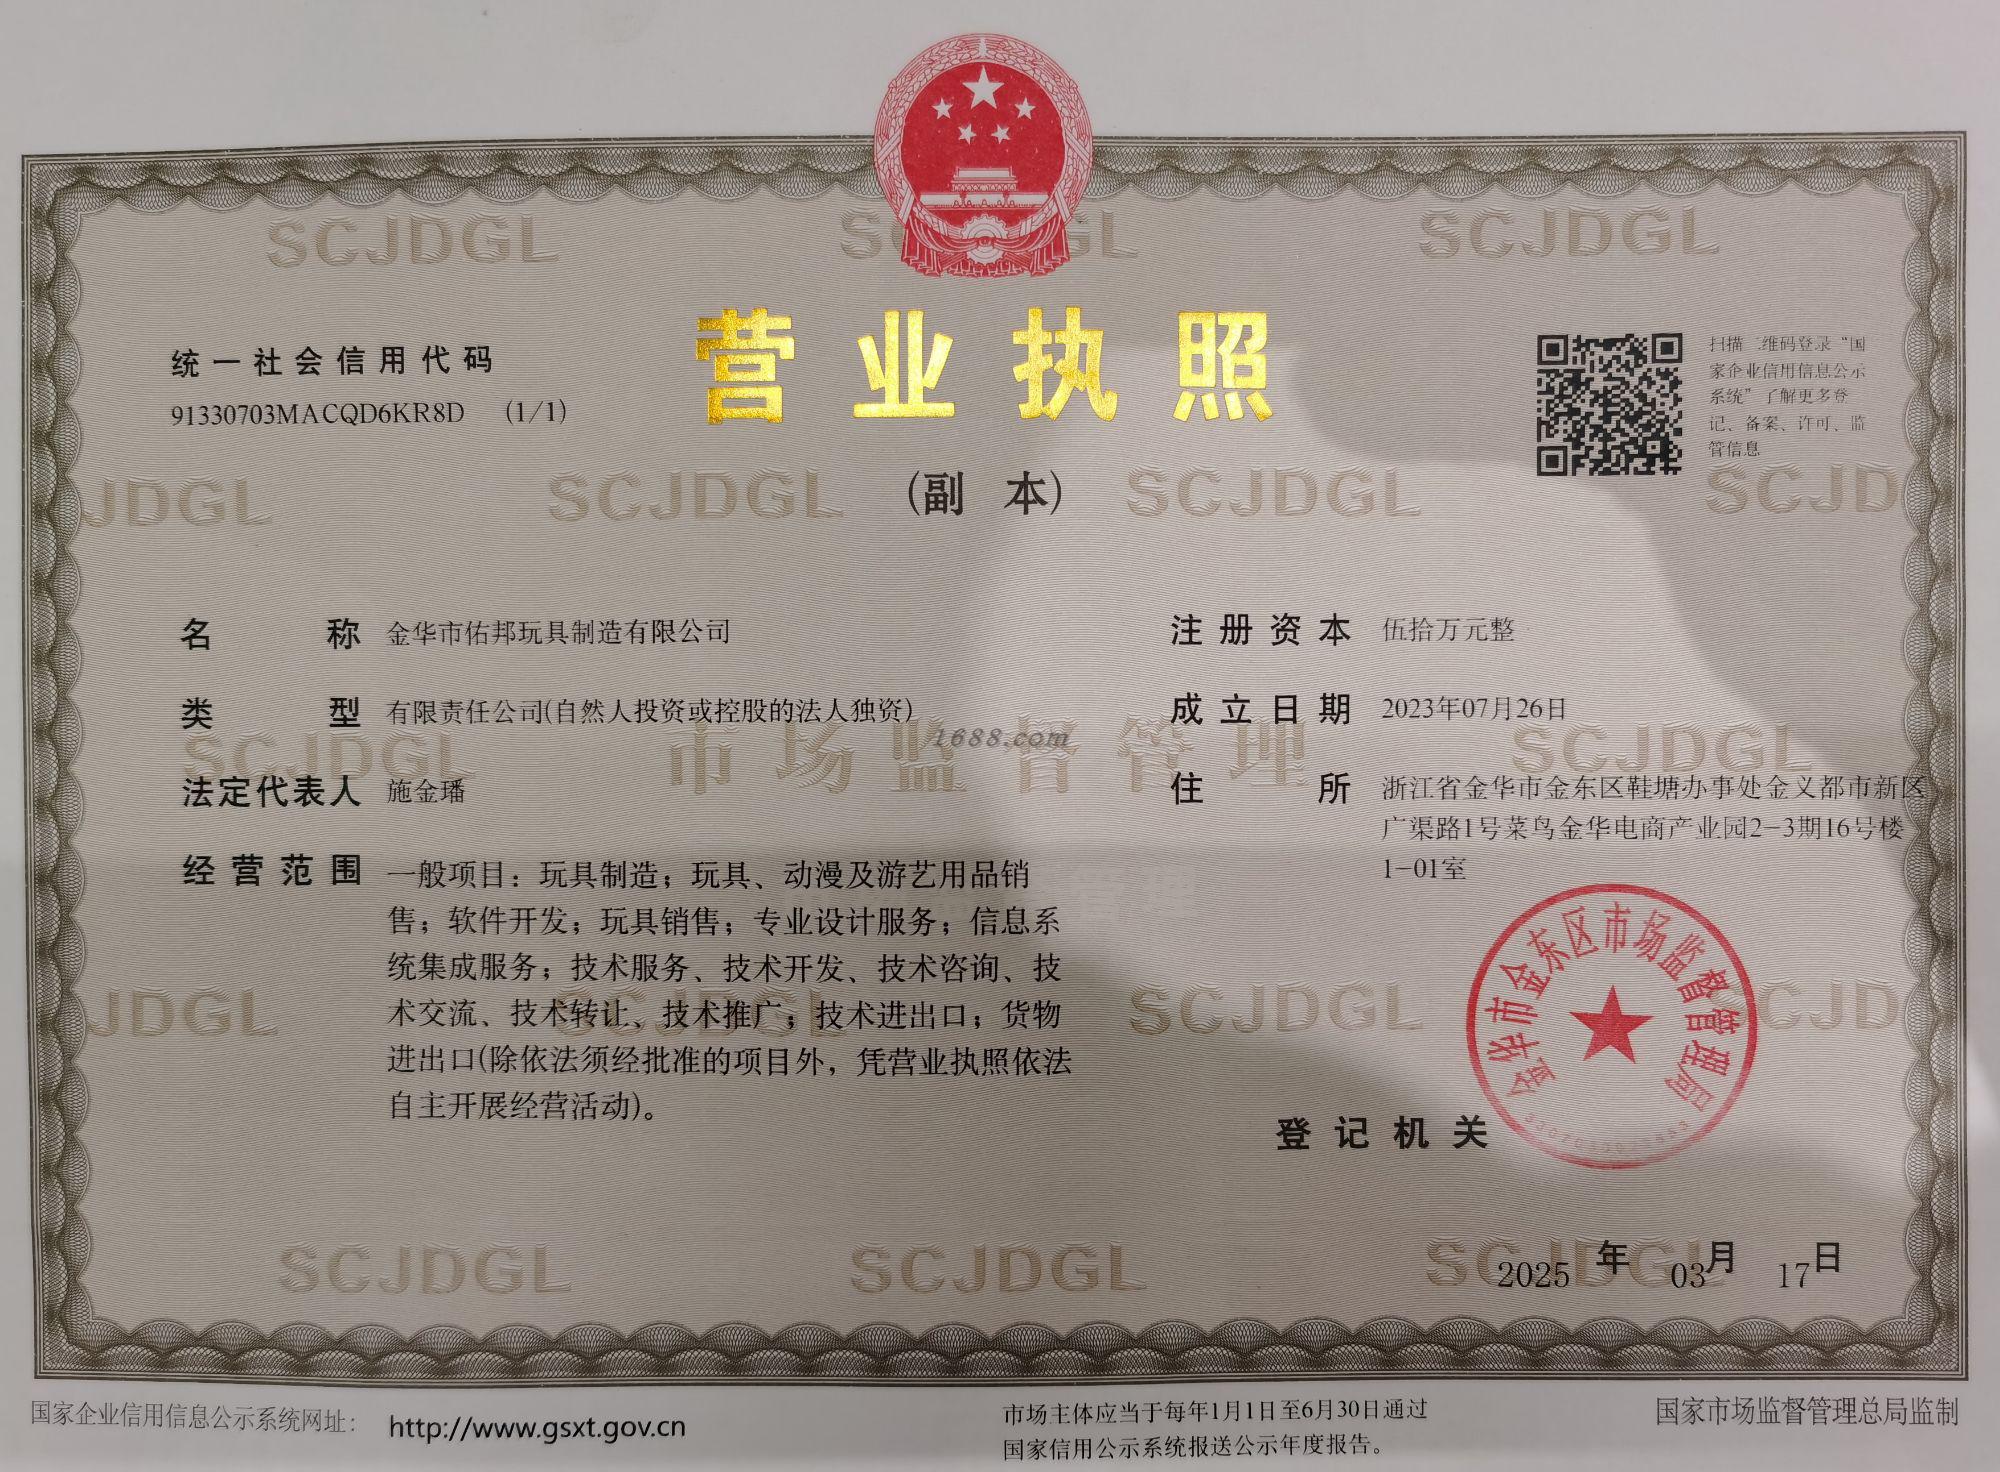 统一社会信用代码
91330703MACQD6KR8D (1/1)
营业执照
(副 本)
扫描二维码登录“国
家企业信用信息公示
系统”了解更多登
记、备案、许可、监
管信息
名 称 金华市佑邦玩具制造有限公司
类 型 有限责任公司(自然人投资或控股的法人独资)
法定代表人 施金璠
经营范围 一般项目：玩具制造；玩具、动漫及游艺用品销
售；软件开发；玩具销售；专业设计服务；信息系
统集成服务；技术服务、技术开发、技术咨询、技
术交流、技术转让、技术推广；技术进出口；货物
进出口(除依法须经批准的项目外，凭营业执照依法
自主开展经营活动)。
注册资本 伍拾万元整
成立日期 2023年07月26日
住 所 浙江省金华市金东区鞋塘办事处金义都市新区
广渠路1号菜鸟金华电商产业园2-3期16号楼
1-01室
登记机关
金华市金东区市场监督管理局
2025 年 03 月 17 日
SCJDGL
SCJDGL
SCJDGL
JDGL
SCJDGL
SCJDGL
SCJD
SCJDGL
市场监督管理
SCJDGL
1688.com
JDGL
SCJDGL
SCJDGL
SCJD
SCJDGL
SCJDGL
SCJDGL
国家企业信用信息公示系统网址： http://www.gsxt.gov.cn
市场主体应当于每年1月1日至6月30日通过
国家信用公示系统报送公示年度报告。
国家市场监督管理总局监制